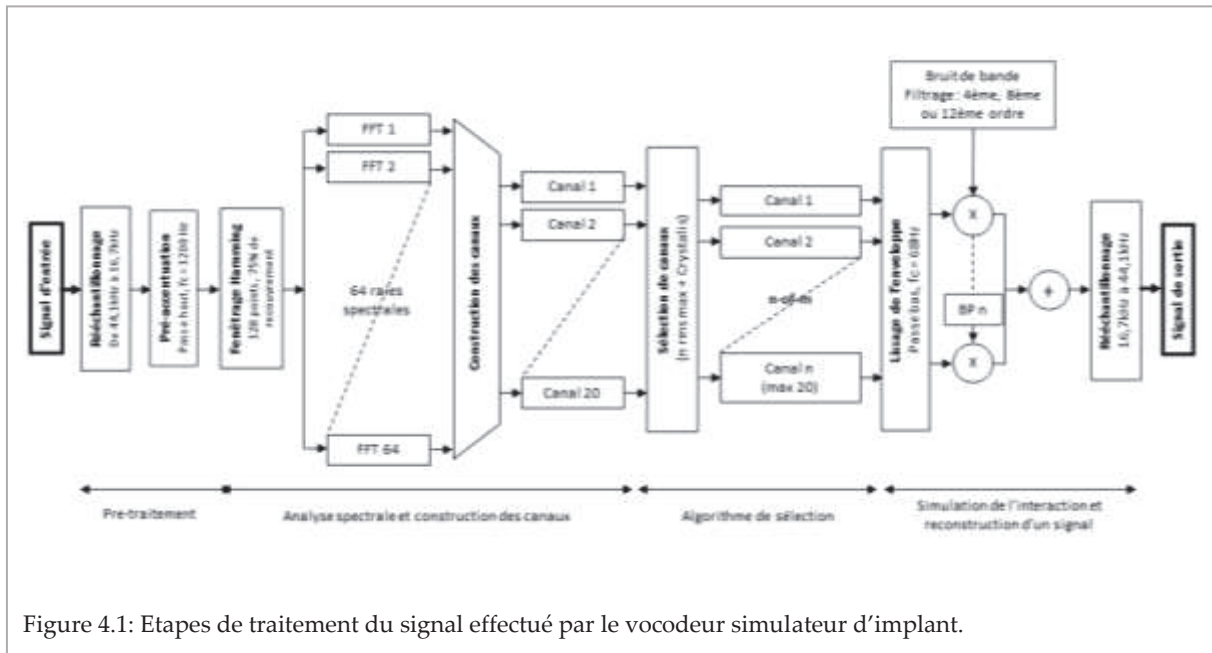 Signal d'entrée
Rééchantillonnage
De 44,1kHz à 16,7kHz
Pré-accentuation
Passe haut, fc = 1200 Hz
Fenêtrage Hamming
128 points, 75% de
recouvrement
FFT 1
FFT 2
64 raies
spectrales
FFT 64
Construction des canaux
Canal 1
Canal 2
Canal 20
Sélection de canaux
(n rms max + Crystalis)
Canal 1
Canal 2
n-of-m
Canal n
(max 20)
Lissage de l'enveloppe
Passe bas, fc = 68Hz
Bruit de bande
Filtrage : 4ème, 8ème
ou 12ème ordre
X
BP n
X
+
Rééchantillonnage
16,7kHz à 44,1kHz
Signal de sortie
Pre-traitement
Analyse spectrale et construction des canaux
Algorithme de sélection
Simulation de l'interaction et
reconstruction d'un signal
Figure 4.1: Etapes de traitement du signal effectué par le vocodeur simulateur d'implant.